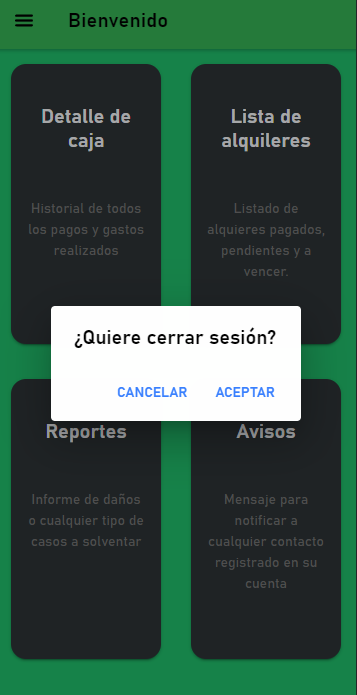 Bienvenido
Detalle de
caja
Historial de todos
los pagos y gastos
realizados
Lista de
alquileres
Listado de
alquieres pagados,
pendientes y a
vencer.
¿Quiere cerrar sesión?
CANCELAR ACEPTAR
Reportes
Informe de daños
o cualquier tipo de
casos a solventar
Avisos
Mensaje para
notificar a
cualquier contacto
registrado en su
cuenta